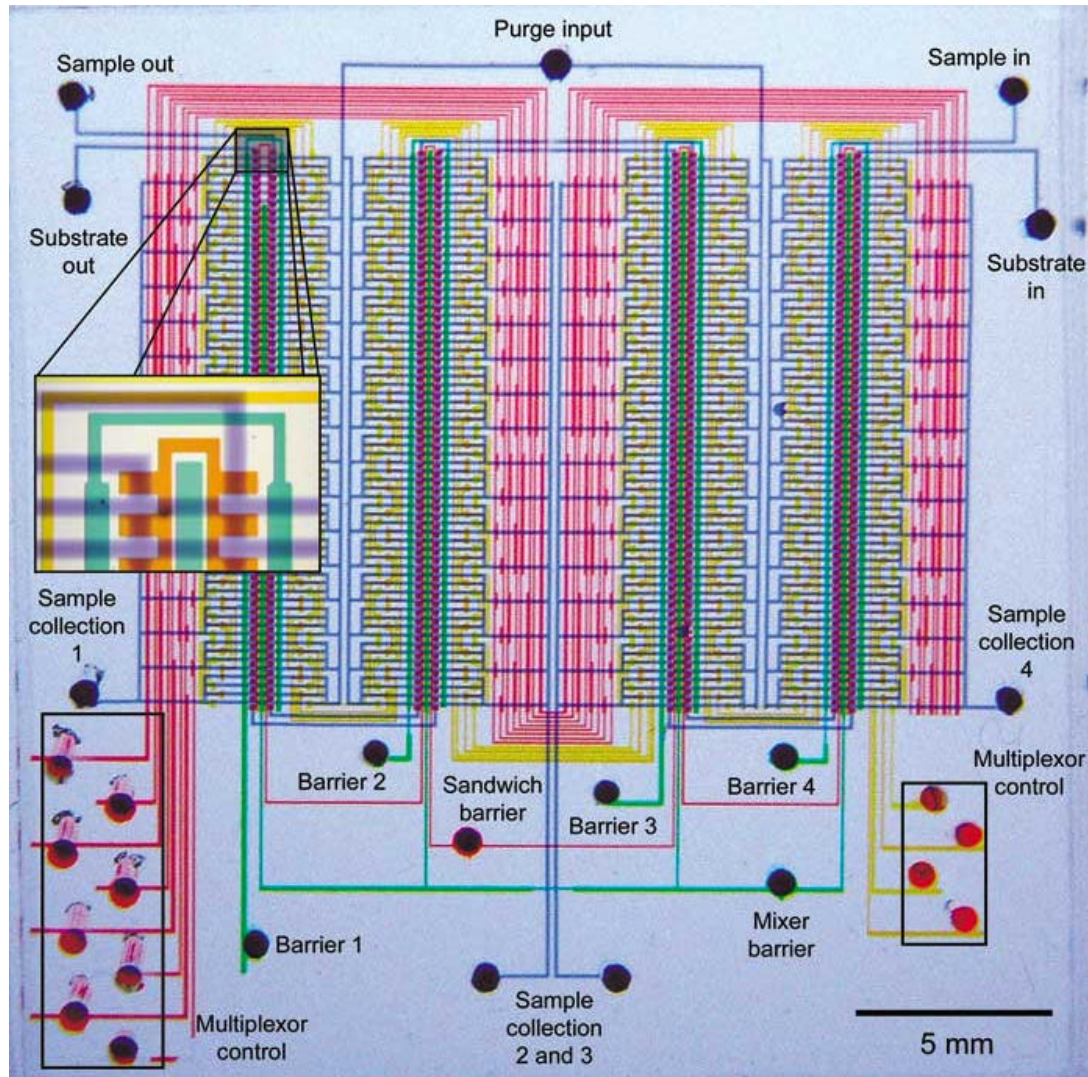 Purge input
Sample out
Sample in
Substrate
out
Substrate
in
Sample
collection
1
Sample
collection
4
Barrier 2
Sandwich
barrier
Barrier 3
Barrier 4
Multiplexor
control
Barrier 1
Mixer
barrier
Multiplexor
control
Sample
collection
2 and 3
5 mm